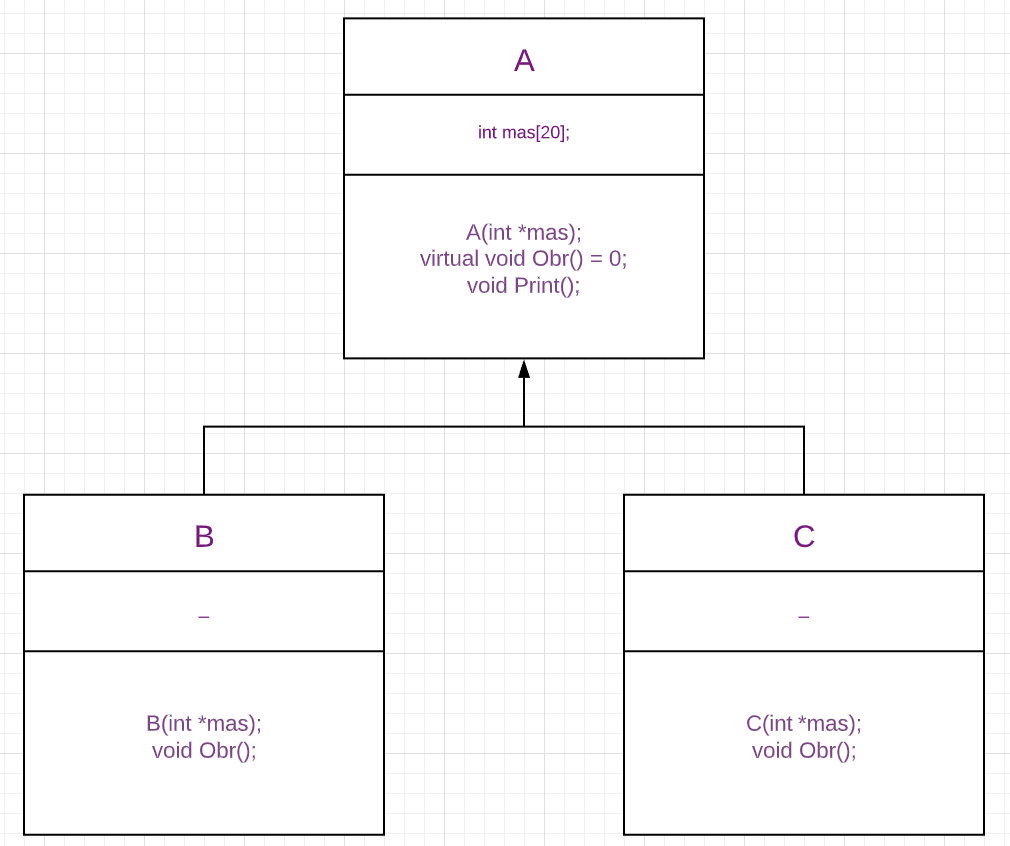 A
int mas[20];
A(int *mas);
virtual void Obr() = 0;
void Print();
B
–
B(int *mas);
void Obr();
C
–
C(int *mas);
void Obr();